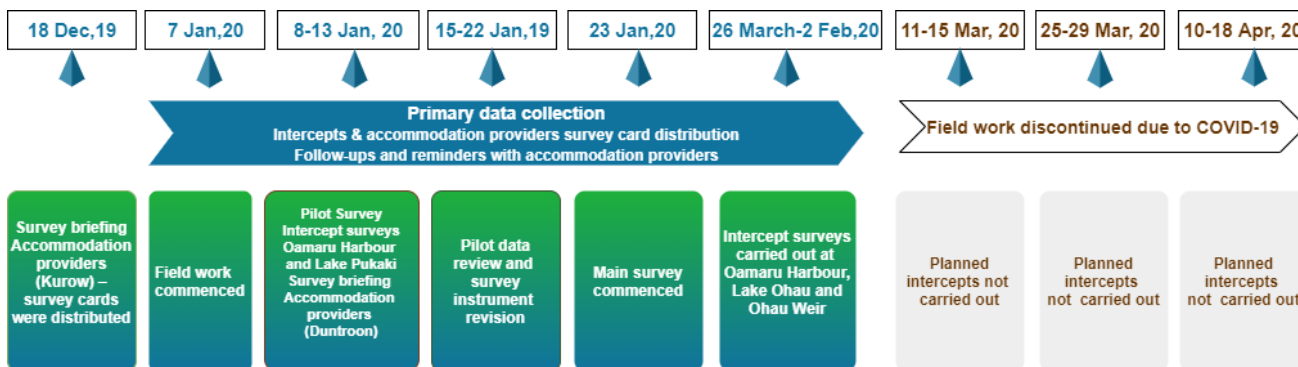 18 Dec,19
7 Jan,20
8-13 Jan, 20
15-22 Jan,19
23 Jan,20
26 March-2 Feb,20
11-15 Mar, 20
25-29 Mar, 20
10-18 Apr, 20
Primary data collection
Intercepts & accommodation providers survey card distribution
Follow-ups and reminders with accommodation providers
Field work discontinued due to COVID-19
Survey briefing
Accommodation
providers
(Kurow) –
survey cards
were distributed
Field work
commenced
Pilot Survey
Intercept surveys
Oamaru Harbour
and Lake Pukaki
Survey briefing
Accommodation
providers
(Duntroon)
Pilot data
review and
survey
instrument
revision
Main survey
commenced
Intercept surveys
carried out at
Oamaru Harbour,
Lake Ohau and
Ohau Weir
Planned
intercepts not
carried out
Planned
intercepts
not carried out
Planned
intercepts
not carried out